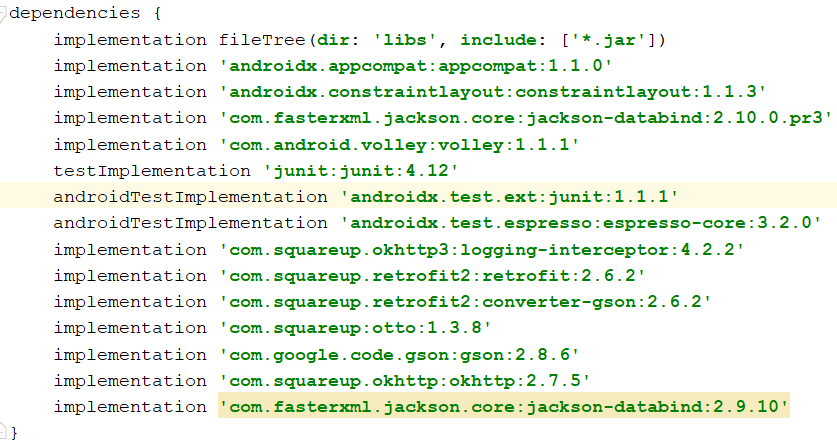 dependencies {
implementation fileTree(dir: 'libs', include: ['*.jar'])
implementation 'androidx.appcompat:appcompat:1.1.0'
implementation 'androidx.constraintlayout:constraintlayout:1.1.3'
implementation 'com.fasterxml.jackson.core:jackson-databind:2.10.0.pr3'
implementation 'com.android.volley:volley:1.1.1'
testImplementation 'junit:junit:4.12'
androidTestImplementation 'androidx.test.ext:junit:1.1.1'
androidTestImplementation 'androidx.test.espresso:espresso-core:3.2.0'
implementation 'com.squareup.okhttp3:logging-interceptor:4.2.2'
implementation 'com.squareup.retrofit2:retrofit:2.6.2'
implementation 'com.squareup.retrofit2:converter-gson:2.6.2'
implementation 'com.squareup:otto:1.3.8'
implementation 'com.google.code.gson:gson:2.8.6'
implementation 'com.squareup.okhttp:okhttp:2.7.5'
implementation 'com.fasterxml.jackson.core:jackson-databind:2.9.10'
}